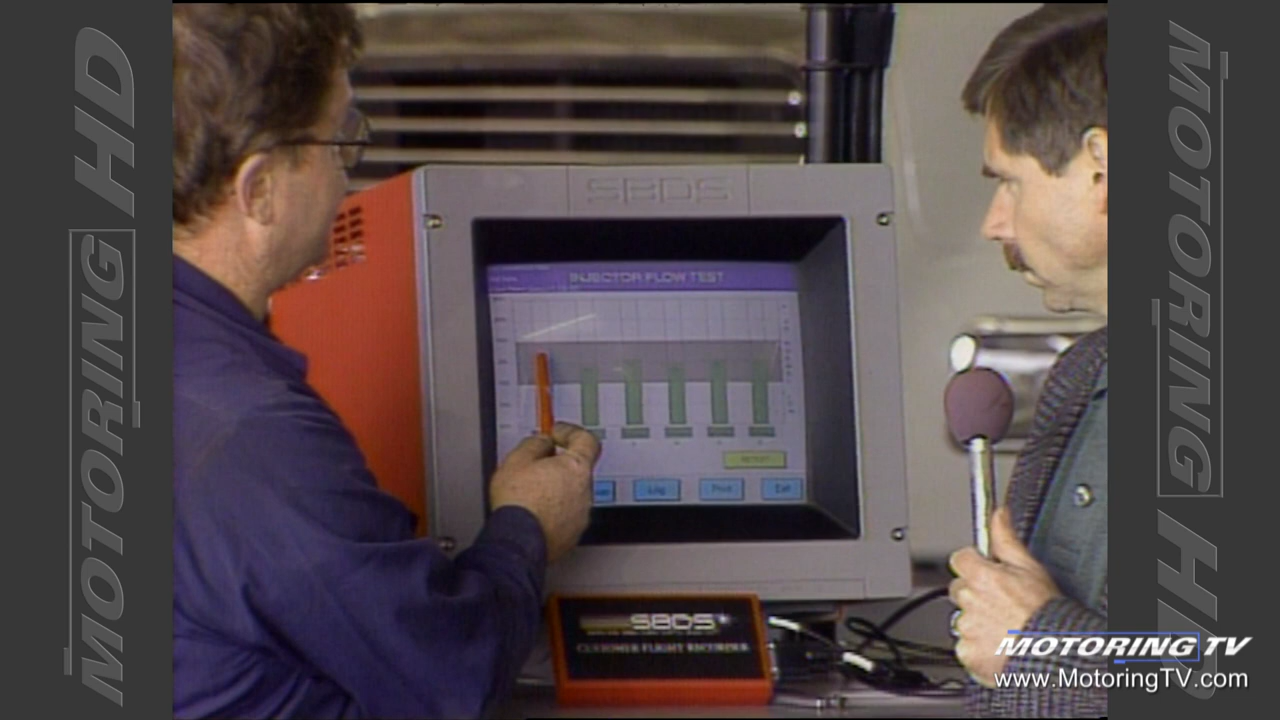 MOTORING HD
MOTORING HD
SBDS
INJECTOR FLOW TEST
Log
Print
Exit
SBDS
CUSTOMER FLIGHT RECORDER
MOTORING TV
www.MotoringTV.com